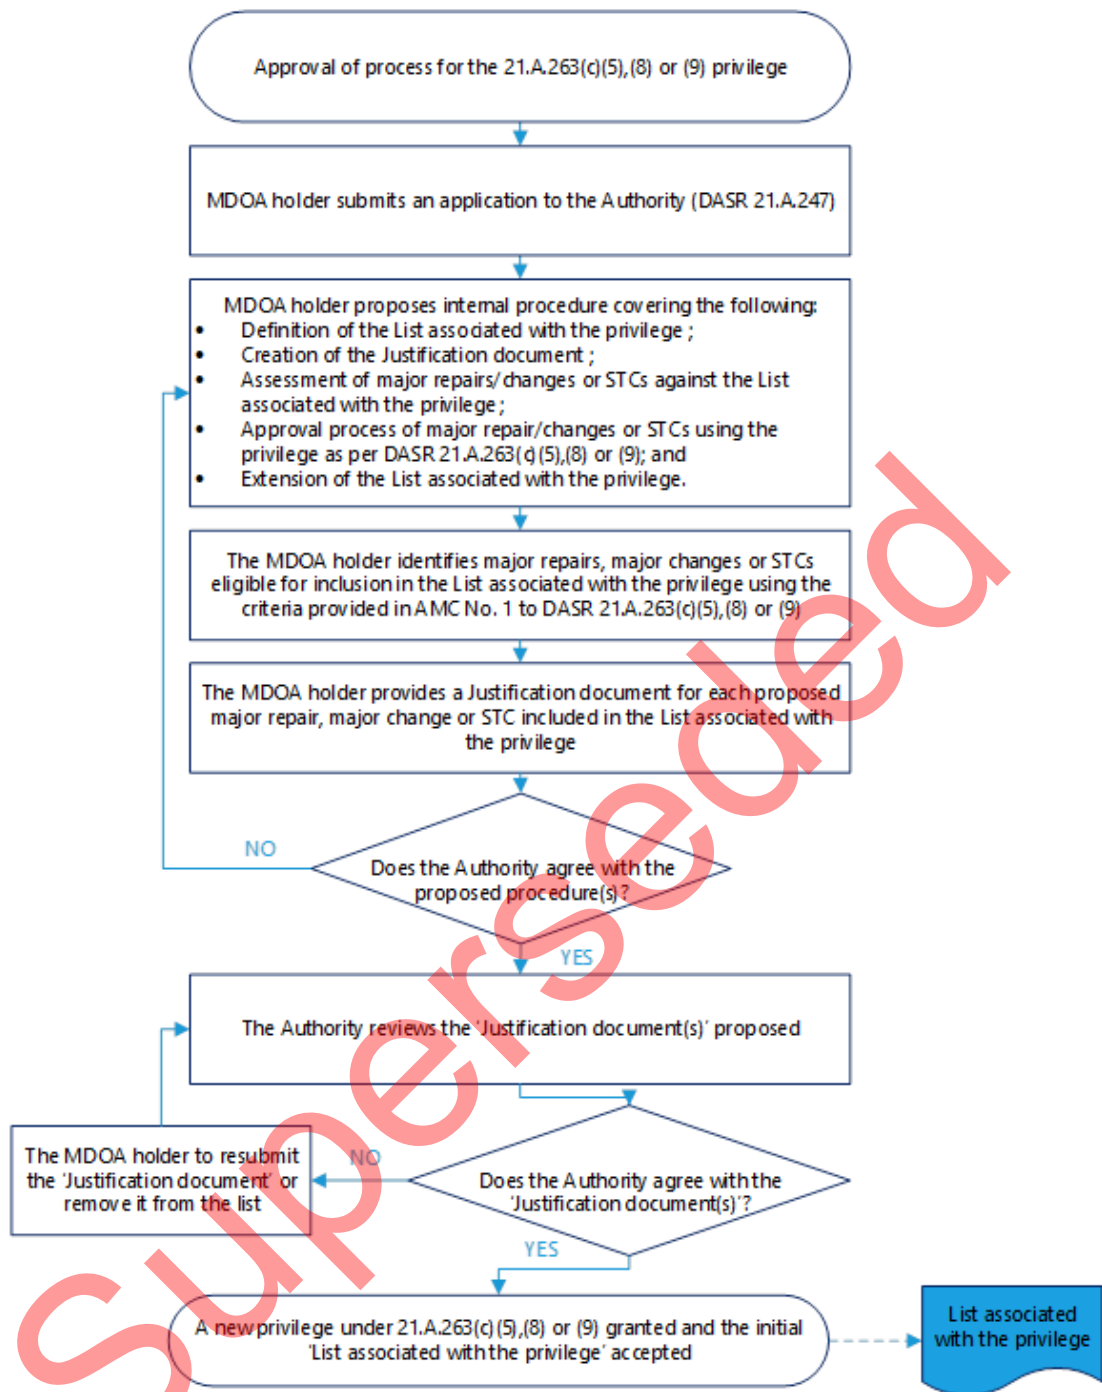 Approval of process for the 21.A.263(c)(5),(8) or (9) privilege
MDOA holder submits an application to the Authority (DASR 21.A.247)
MDOA holder proposes internal procedure covering the following:
• Definition of the List associated with the privilege ;
• Creation of the Justification document ;
• Assessment of major repairs/changes or STCs against the List
associated with the privilege ;
• Approval process of major repair/changes or STCs using the
privilege as per DASR 21.A.263(c)(5),(8) or (9); and
• Extension of the List associated with the privilege.
The MDOA holder identifies major repairs, major changes or STCs
eligible for inclusion in the List associated with the privilege using the
criteria provided in AMC No. 1 to DASR 21.A.263(c)(5),(8) or (9)
The MDOA holder provides a Justification document for each proposed
major repair, major change or STC included in the List associated with
the privilege
NO
Does the Authority agree with the
proposed procedure(s)?
YES
The Authority reviews the 'Justification document(s)' proposed
The MDOA holder to resubmit
the 'Justification document' or
remove it from the list
NO
Does the Authority agree with the
'Justification document(s)'?
YES
A new privilege under 21.A.263(c)(5),(8) or (9) granted and the initial
'List associated with the privilege' accepted
List associated
with the privilege
Superseded